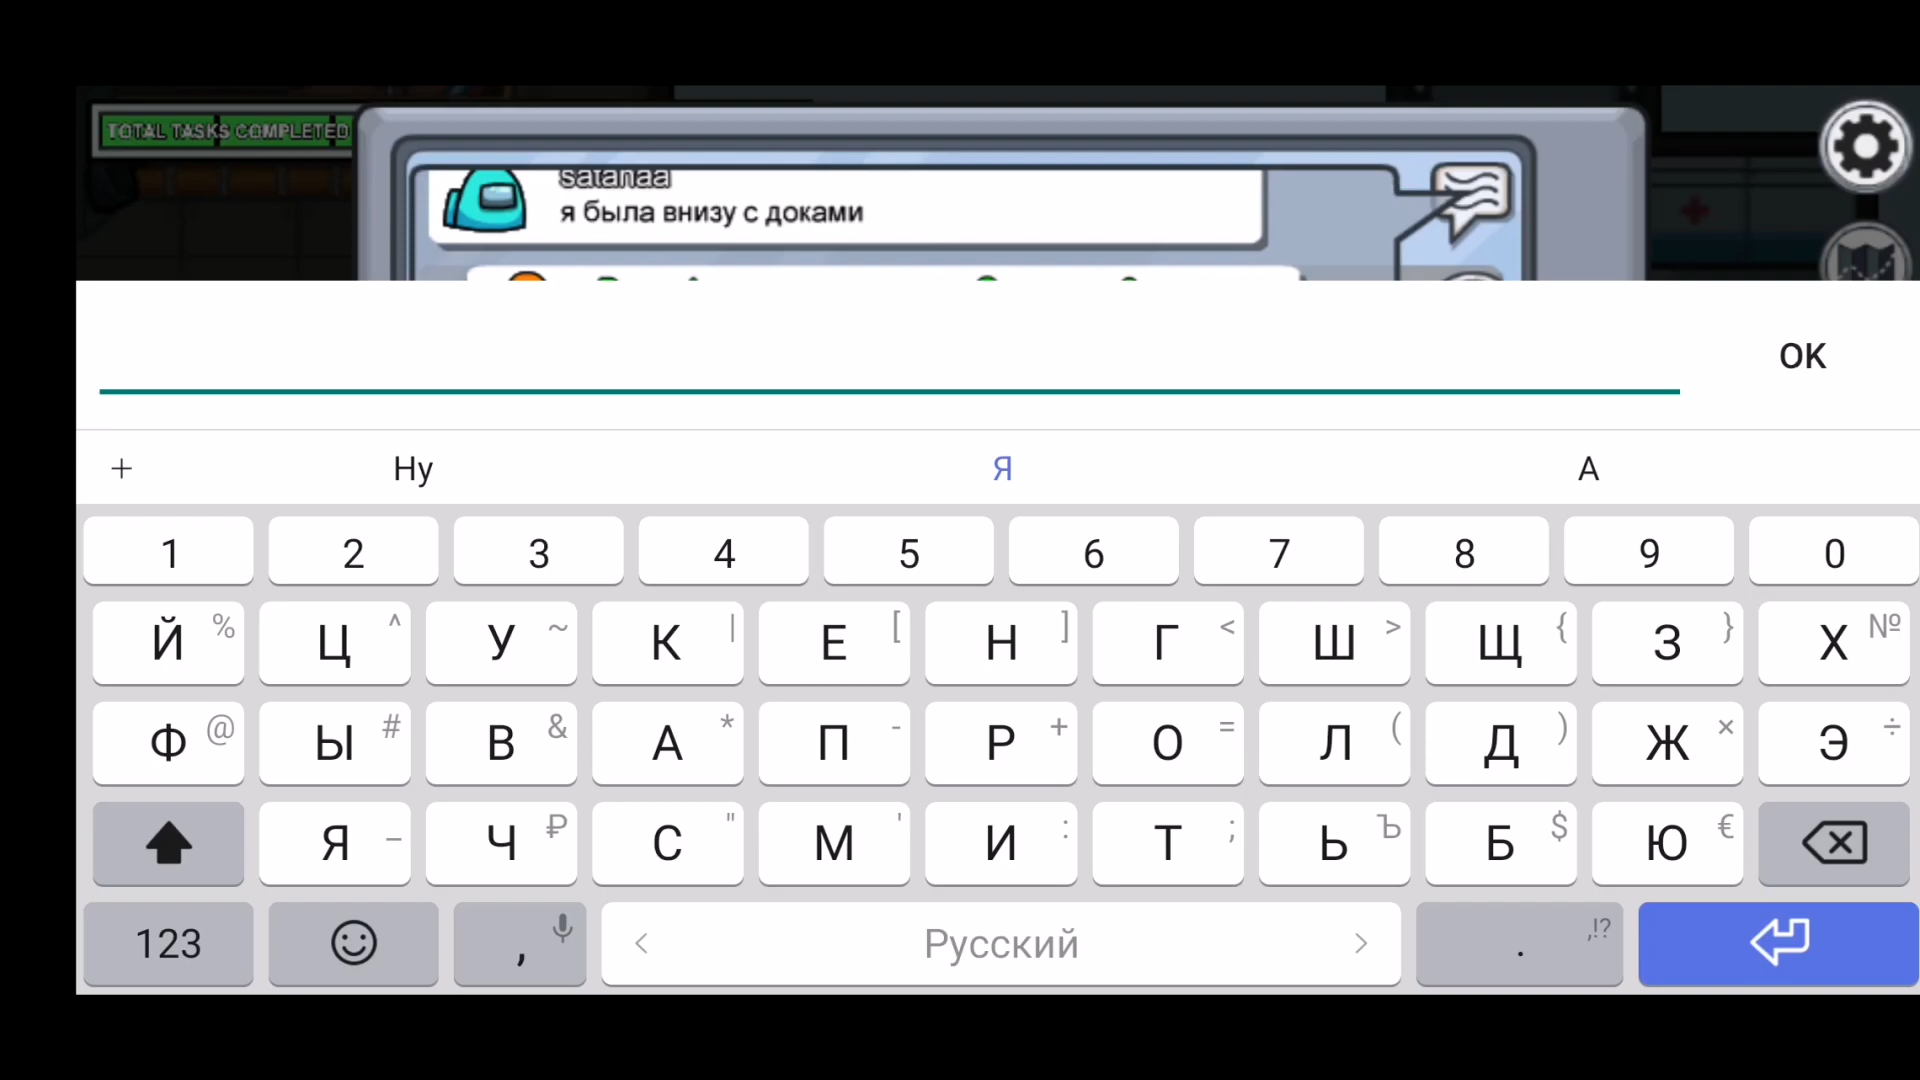 TOTAL TASKS COMPLETED
satanaa
я была внизу с доками
OK
+ Ну Я А
1 2 3 4 5 6 7 8 9 0
Й % Ц ^ У ~ К | Е [ Н ] Г < Ш > Щ { З } Х №
Ф @ Ы # В & А * П - Р + О = Л ( Д ) Ж × Э ÷
Я _ Ч ₽ С " М ' И : Т ; Ь Ъ Б $ Ю €
123 , < Русский > . ,!?